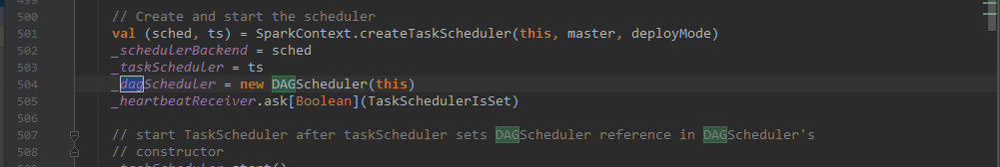 500 // Create and start the scheduler
501 val (sched, ts) = SparkContext.createTaskScheduler(this, master, deployMode)
502 _schedulerBackend = sched
503 _taskScheduler = ts
504 _dagScheduler = new DAGScheduler(this)
505 _heartbeatReceiver.ask[Boolean](TaskSchedulerIsSet)
506
507 // start TaskScheduler after taskScheduler sets DAGScheduler reference in DAGScheduler's
508 // constructor